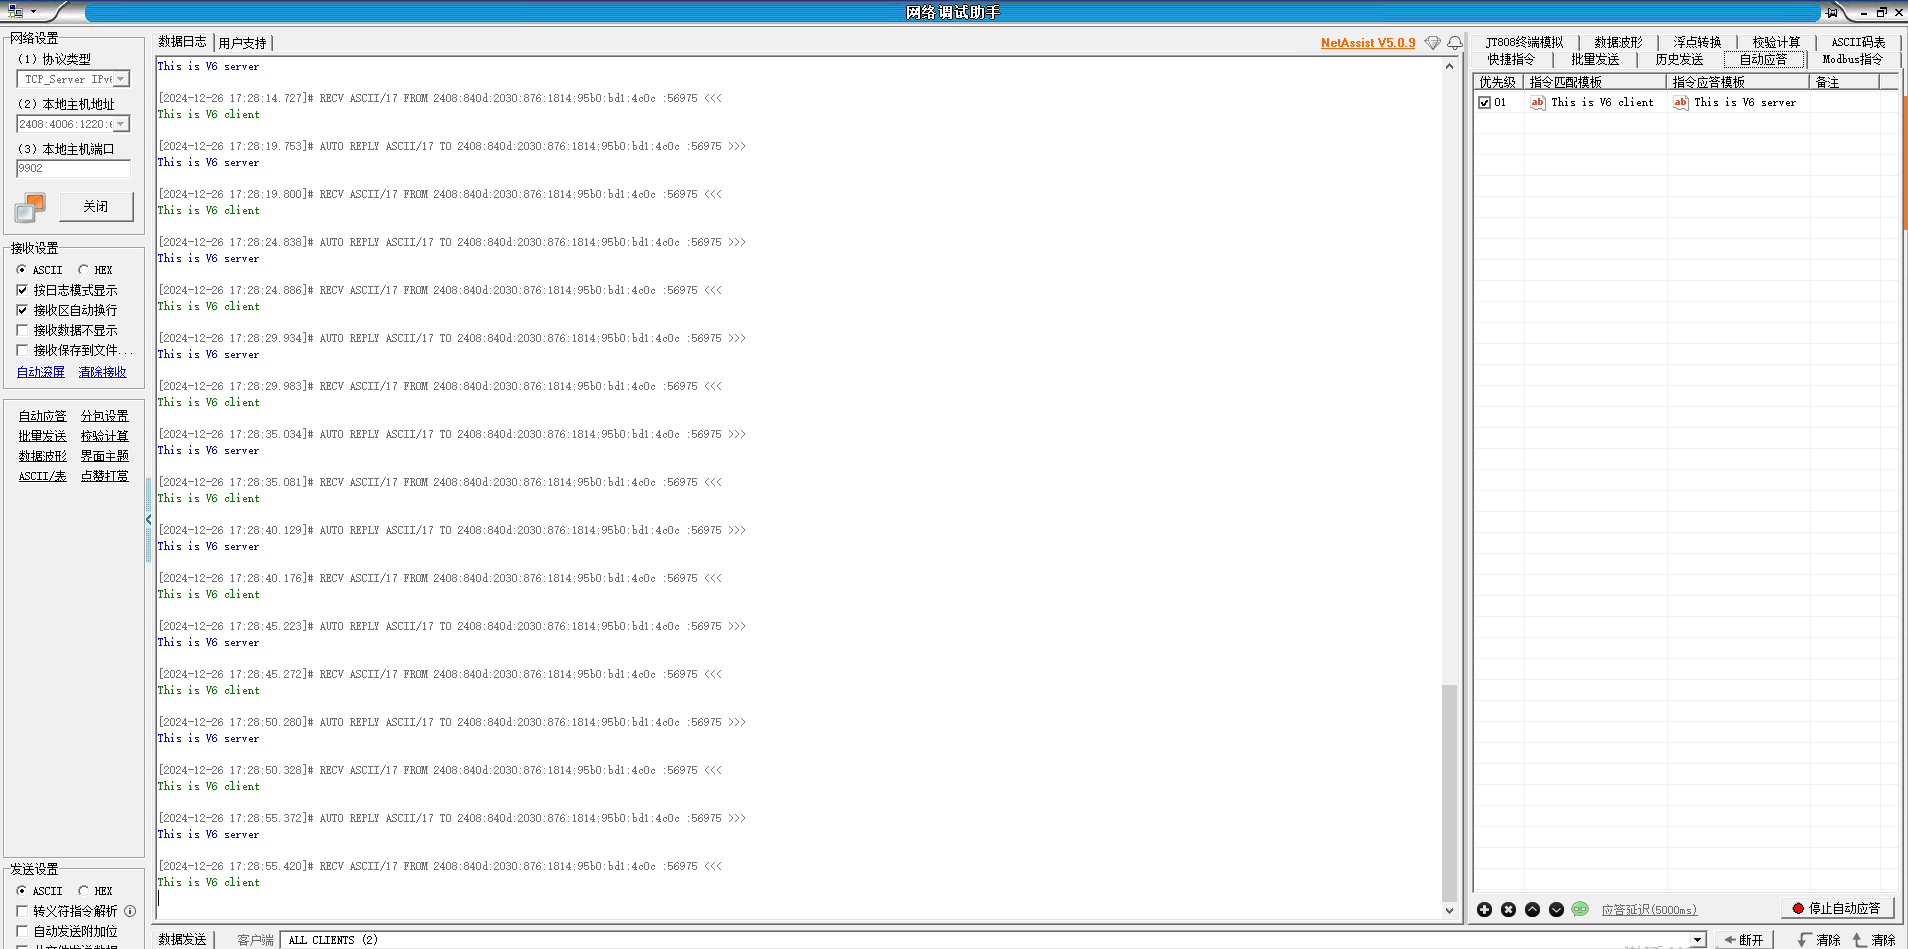 网络调试助手
网络设置
(1) 协议类型
TCP_Server IPv6
(2) 本地主机地址
2408:4006:1220:
(3) 本地主机端口
9902
关闭
接收设置
ASCII HEX
按日志模式显示
接收区自动换行
接收数据不显示
接收保存到文件...
自动滚屏 清除接收
自动应答 分包设置
批量发送 校验计算
数据波形 界面主题
ASCII/表 点赞打赏
发送设置
ASCII HEX
转义符指令解析
自动发送附加位
数据日志 用户支持
NetAssist V5.0.9
This is V6 server
[2024-12-26 17:28:14.727]# RECV ASCII/17 FROM 2408:840d:2030:876:1814:95b0:bd1:4c0c :56975 <<<
This is V6 client
[2024-12-26 17:28:19.753]# AUTO REPLY ASCII/17 TO 2408:840d:2030:876:1814:95b0:bd1:4c0c :56975 >>>
This is V6 server
[2024-12-26 17:28:19.800]# RECV ASCII/17 FROM 2408:840d:2030:876:1814:95b0:bd1:4c0c :56975 <<<
This is V6 client
[2024-12-26 17:28:24.838]# AUTO REPLY ASCII/17 TO 2408:840d:2030:876:1814:95b0:bd1:4c0c :56975 >>>
This is V6 server
[2024-12-26 17:28:24.886]# RECV ASCII/17 FROM 2408:840d:2030:876:1814:95b0:bd1:4c0c :56975 <<<
This is V6 client
[2024-12-26 17:28:29.934]# AUTO REPLY ASCII/17 TO 2408:840d:2030:876:1814:95b0:bd1:4c0c :56975 >>>
This is V6 server
[2024-12-26 17:28:29.983]# RECV ASCII/17 FROM 2408:840d:2030:876:1814:95b0:bd1:4c0c :56975 <<<
This is V6 client
[2024-12-26 17:28:35.034]# AUTO REPLY ASCII/17 TO 2408:840d:2030:876:1814:95b0:bd1:4c0c :56975 >>>
This is V6 server
[2024-12-26 17:28:35.081]# RECV ASCII/17 FROM 2408:840d:2030:876:1814:95b0:bd1:4c0c :56975 <<<
This is V6 client
[2024-12-26 17:28:40.129]# AUTO REPLY ASCII/17 TO 2408:840d:2030:876:1814:95b0:bd1:4c0c :56975 >>>
This is V6 server
[2024-12-26 17:28:40.176]# RECV ASCII/17 FROM 2408:840d:2030:876:1814:95b0:bd1:4c0c :56975 <<<
This is V6 client
[2024-12-26 17:28:45.223]# AUTO REPLY ASCII/17 TO 2408:840d:2030:876:1814:95b0:bd1:4c0c :56975 >>>
This is V6 server
[2024-12-26 17:28:45.272]# RECV ASCII/17 FROM 2408:840d:2030:876:1814:95b0:bd1:4c0c :56975 <<<
This is V6 client
[2024-12-26 17:28:50.280]# AUTO REPLY ASCII/17 TO 2408:840d:2030:876:1814:95b0:bd1:4c0c :56975 >>>
This is V6 server
[2024-12-26 17:28:50.328]# RECV ASCII/17 FROM 2408:840d:2030:876:1814:95b0:bd1:4c0c :56975 <<<
This is V6 client
[2024-12-26 17:28:55.372]# AUTO REPLY ASCII/17 TO 2408:840d:2030:876:1814:95b0:bd1:4c0c :56975 >>>
This is V6 server
[2024-12-26 17:28:55.420]# RECV ASCII/17 FROM 2408:840d:2030:876:1814:95b0:bd1:4c0c :56975 <<<
This is V6 client
数据发送 客户端 ALL CLIENTS (2) 断开 清除 清除
JT808终端模拟 数据波形 浮点转换 校验计算 ASCII码表
快捷指令 批量发送 历史发送 自动应答 Modbus指令
优先级 指令匹配模板 指令应答模板 备注
01 ab This is V6 client ab This is V6 server
应答延迟(5000ms) 停止自动应答